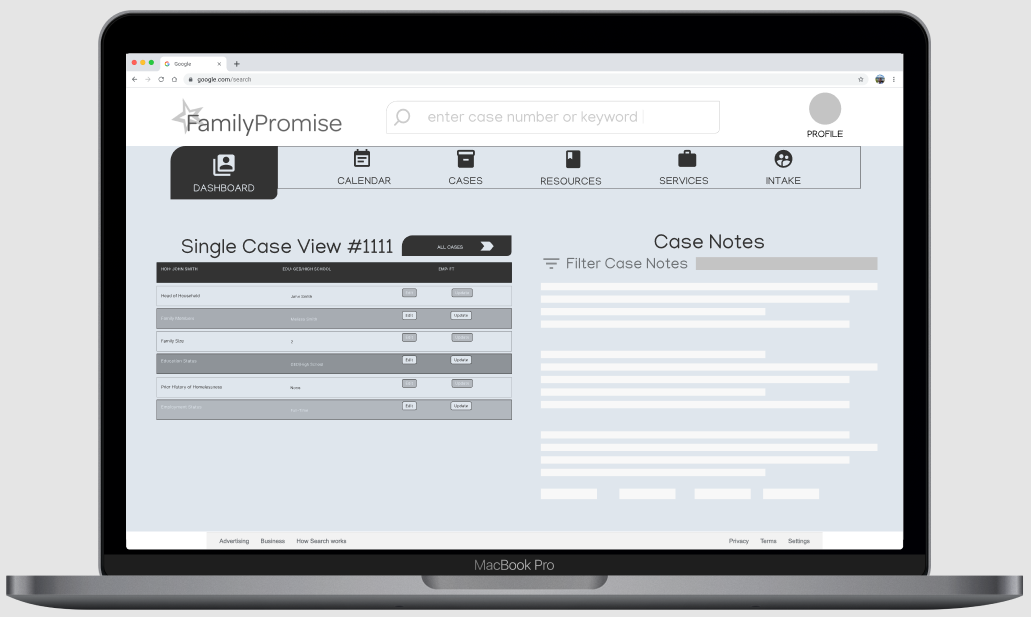 Google
google.com/search
FamilyPromise
enter case number or keyword
PROFILE
DASHBOARD
CALENDAR
CASES
RESOURCES
SERVICES
INTAKE
Single Case View #1111
ALL CASES
HOH: JOHN SMITH EDU: GED/HIGH SCHOOL EMP: FT
Head of Household John Smith Edit Update
Family Members Smith Edit Update
Family Size 2 Edit Update
Education Status GED/High School Edit Update
Prior History of Homelessness None Edit Update
Employment Status Edit Update
Case Notes
Filter Case Notes
Advertising Business How Search works
Privacy Terms Settings
MacBook Pro